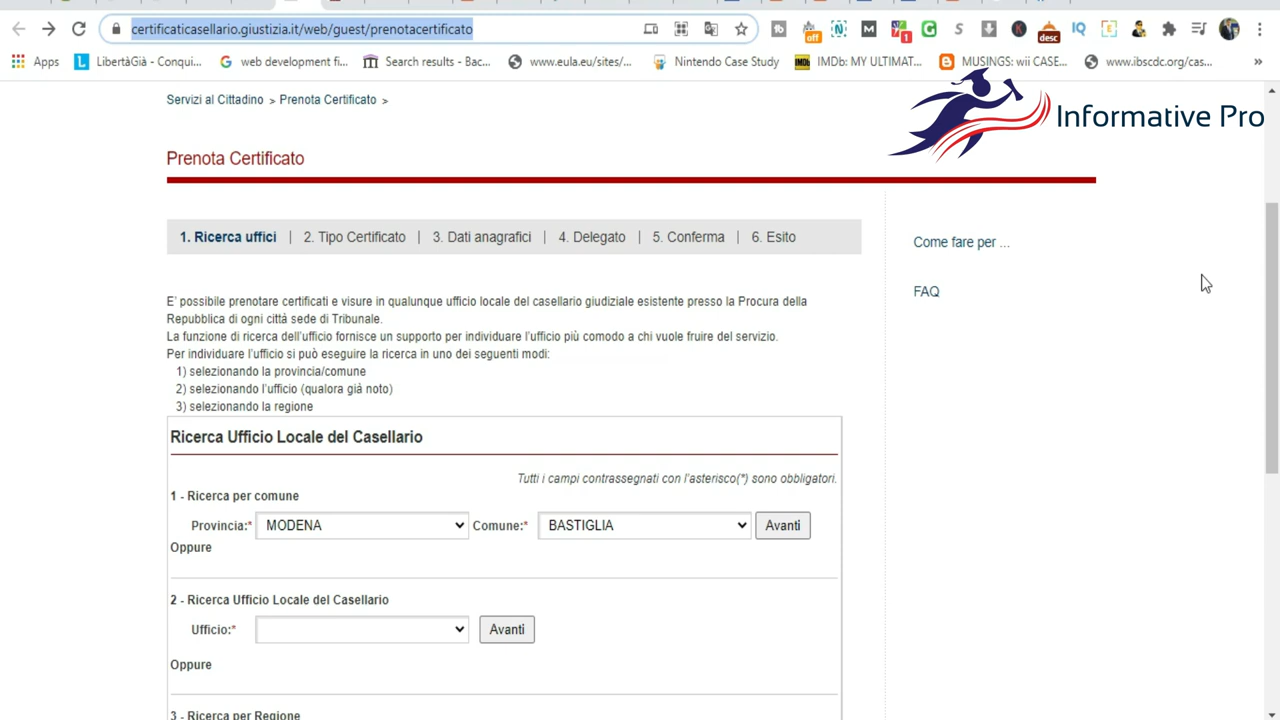 certificaticasellario.giustizia.it/web/guest/prenotacertificato
off
1
desc
IQ
Apps
LibertàGià - Conqui...
web development f...
Search results - Bac...
www.eula.eu/sites/...
Nintendo Case Study
IMDb
IMDb: MY ULTIMAT...
MUSINGS: wii CASE...
www.ibscdc.org/cas...
»
Servizi al Cittadino > Prenota Certificato >
Informative Pro
Prenota Certificato
1. Ricerca uffici | 2. Tipo Certificato | 3. Dati anagrafici | 4. Delegato | 5. Conferma | 6. Esito
Come fare per ...
FAQ
E' possibile prenotare certificati e visure in qualunque ufficio locale del casellario giudiziale esistente presso la Procura della
Repubblica di ogni città sede di Tribunale.
La funzione di ricerca dell'ufficio fornisce un supporto per individuare l'ufficio più comodo a chi vuole fruire del servizio.
Per individuare l'ufficio si può eseguire la ricerca in uno dei seguenti modi:
1) selezionando la provincia/comune
2) selezionando l'ufficio (qualora già noto)
3) selezionando la regione
Ricerca Ufficio Locale del Casellario
Tutti i campi contrassegnati con l'asterisco(*) sono obbligatori.
1 - Ricerca per comune
Provincia:* MODENA Comune:* BASTIGLIA Avanti
Oppure
2 - Ricerca Ufficio Locale del Casellario
Ufficio:* Avanti
Oppure
3 - Ricerca per Regione